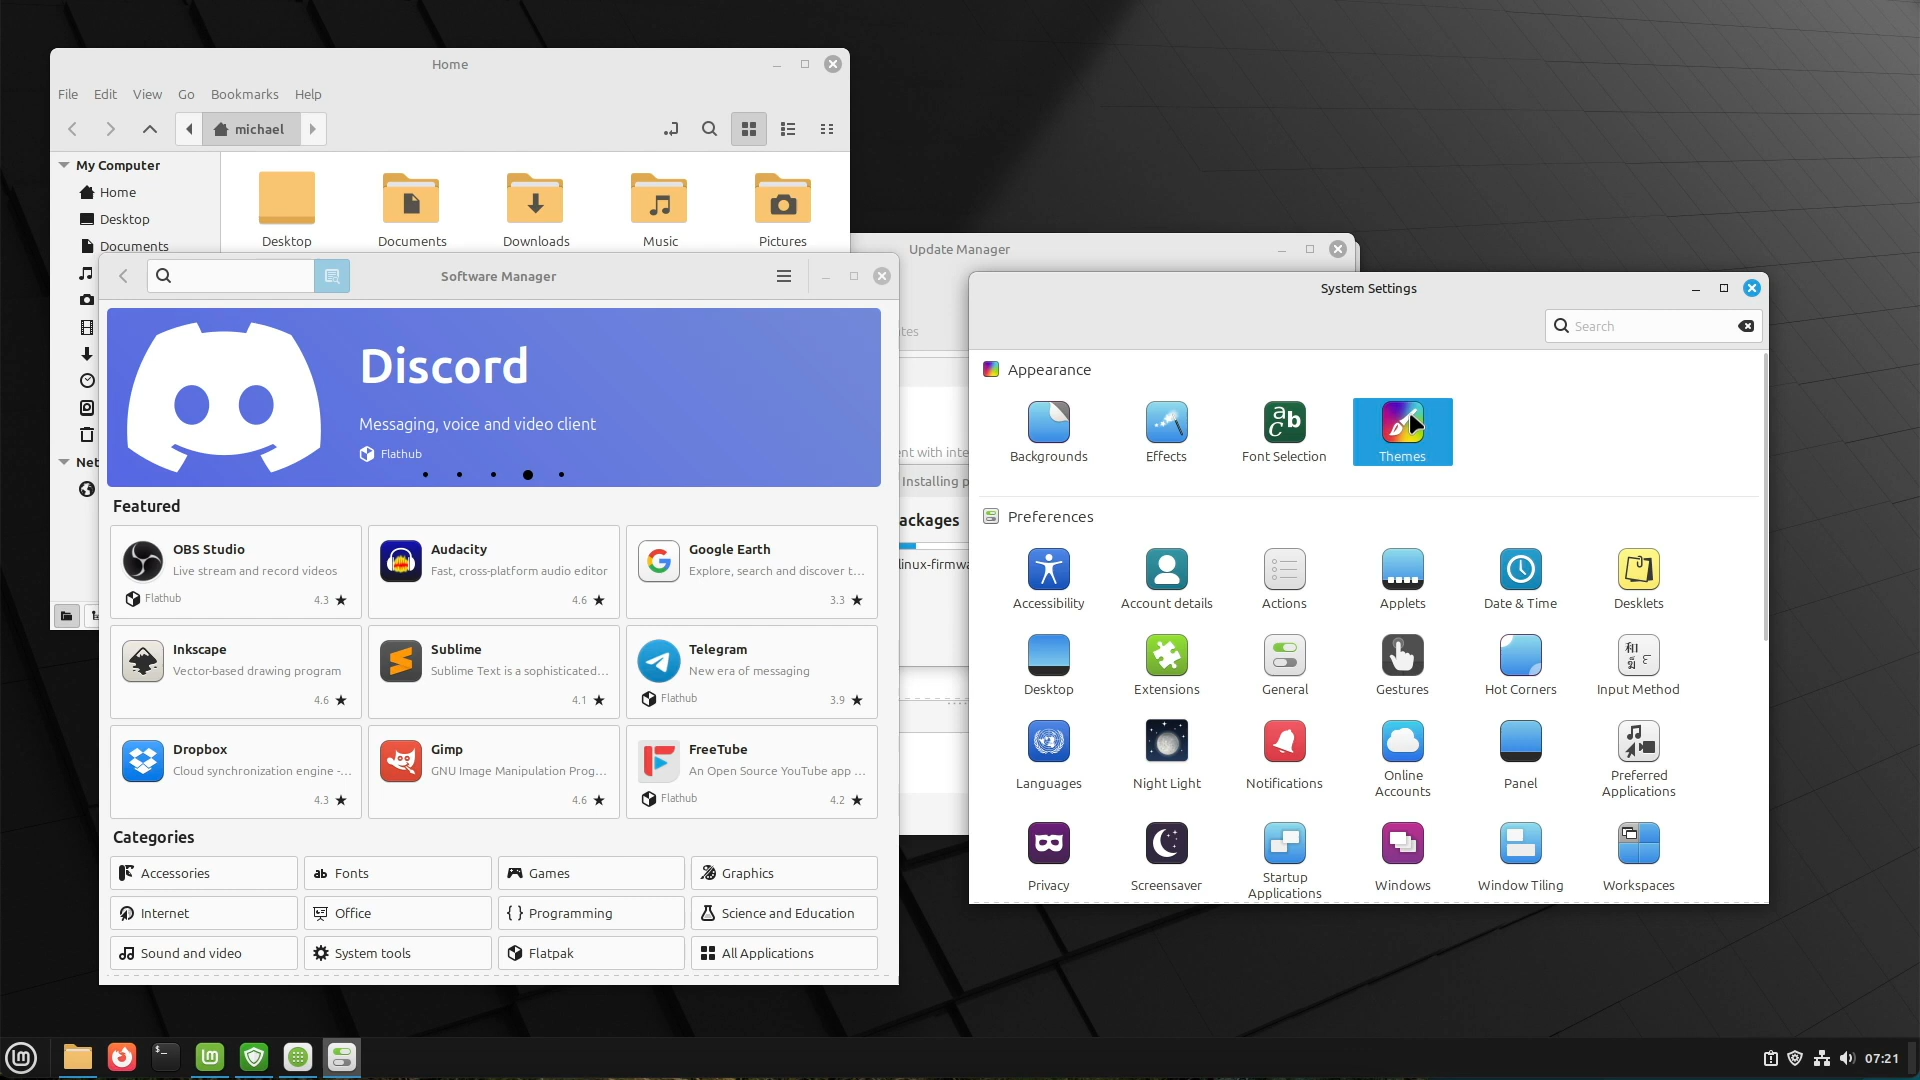 Home
File Edit View Go Bookmarks Help
michael
My Computer
Home
Desktop
Documents
Net
Desktop Documents Downloads Music Pictures
Update Manager
Installing p
ackages
linux-firmwa
ent with inte
Software Manager
Discord
Messaging, voice and video client
Flathub
Featured
OBS Studio
Live stream and record videos
Flathub
4.3 ★
Audacity
Fast, cross-platform audio editor
4.6 ★
Google Earth
Explore, search and discover t...
3.3 ★
Inkscape
Vector-based drawing program
4.6 ★
Sublime
Sublime Text is a sophisticated...
4.1 ★
Telegram
New era of messaging
Flathub
3.9 ★
Dropbox
Cloud synchronization engine -...
4.3 ★
Gimp
GNU Image Manipulation Prog...
4.6 ★
FreeTube
An Open Source YouTube app ...
Flathub
4.2 ★
Categories
Accessories Fonts Games Graphics
Internet Office Programming Science and Education
Sound and video System tools Flatpak All Applications
System Settings
Search
Appearance
Backgrounds Effects Font Selection Themes
Preferences
Accessibility Account details Actions Applets Date & Time Desklets
Desktop Extensions General Gestures Hot Corners Input Method
Languages Night Light Notifications Online Accounts Panel Preferred Applications
Privacy Screensaver Startup Applications Windows Window Tiling Workspaces
07:21